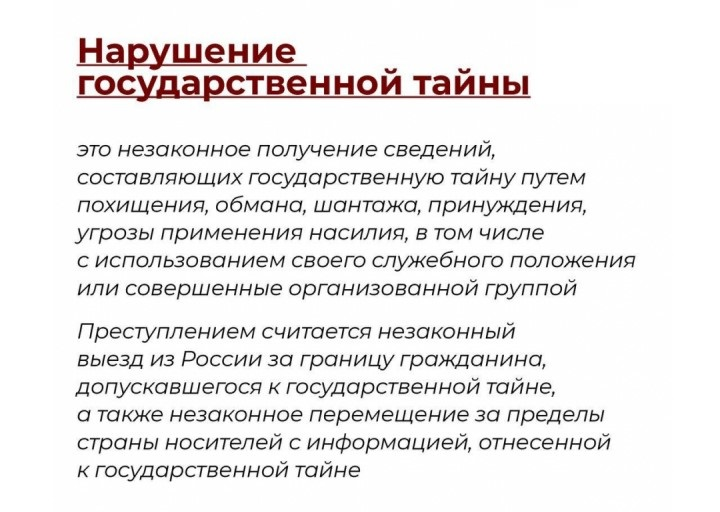 Нарушение
государственной тайны
это незаконное получение сведений,
составляющих государственную тайну путем
похищения, обмана, шантажа, принуждения,
угрозы применения насилия, в том числе
с использованием своего служебного положения
или совершенные организованной группой
Преступлением считается незаконный
выезд из России за границу гражданина,
допускавшегося к государственной тайне,
а также незаконное перемещение за пределы
страны носителей с информацией, отнесенной
к государственной тайне